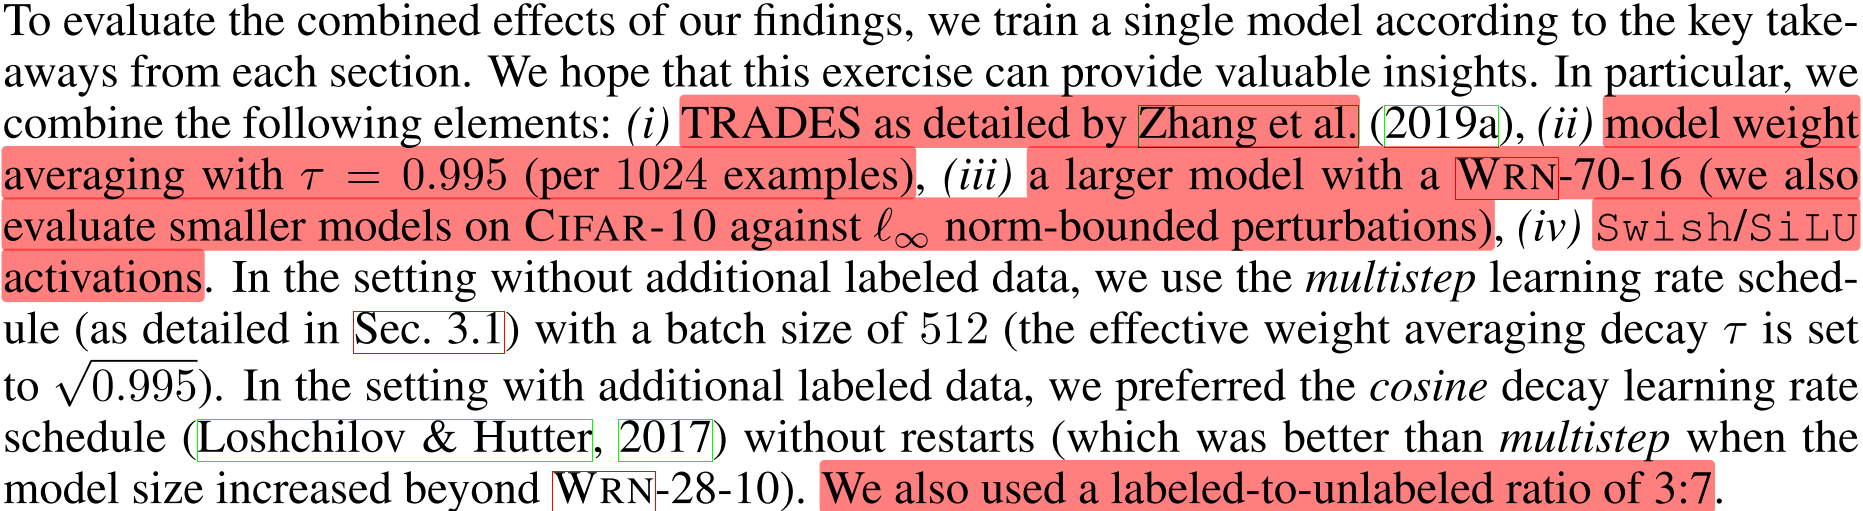 To evaluate the combined effects of our findings, we train a single model according to the key take-
aways from each section. We hope that this exercise can provide valuable insights. In particular, we
combine the following elements: (i) TRADES as detailed by Zhang et al. (2019a), (ii) model weight
averaging with τ = 0.995 (per 1024 examples), (iii) a larger model with a WRN-70-16 (we also
evaluate smaller models on CIFAR-10 against ℓ∞ norm-bounded perturbations), (iv) Swish/SiLU
activations. In the setting without additional labeled data, we use the multistep learning rate sched-
ule (as detailed in Sec. 3.1) with a batch size of 512 (the effective weight averaging decay τ is set
to √0.995). In the setting with additional labeled data, we preferred the cosine decay learning rate
schedule (Loshchilov & Hutter, 2017) without restarts (which was better than multistep when the
model size increased beyond WRN-28-10). We also used a labeled-to-unlabeled ratio of 3:7.